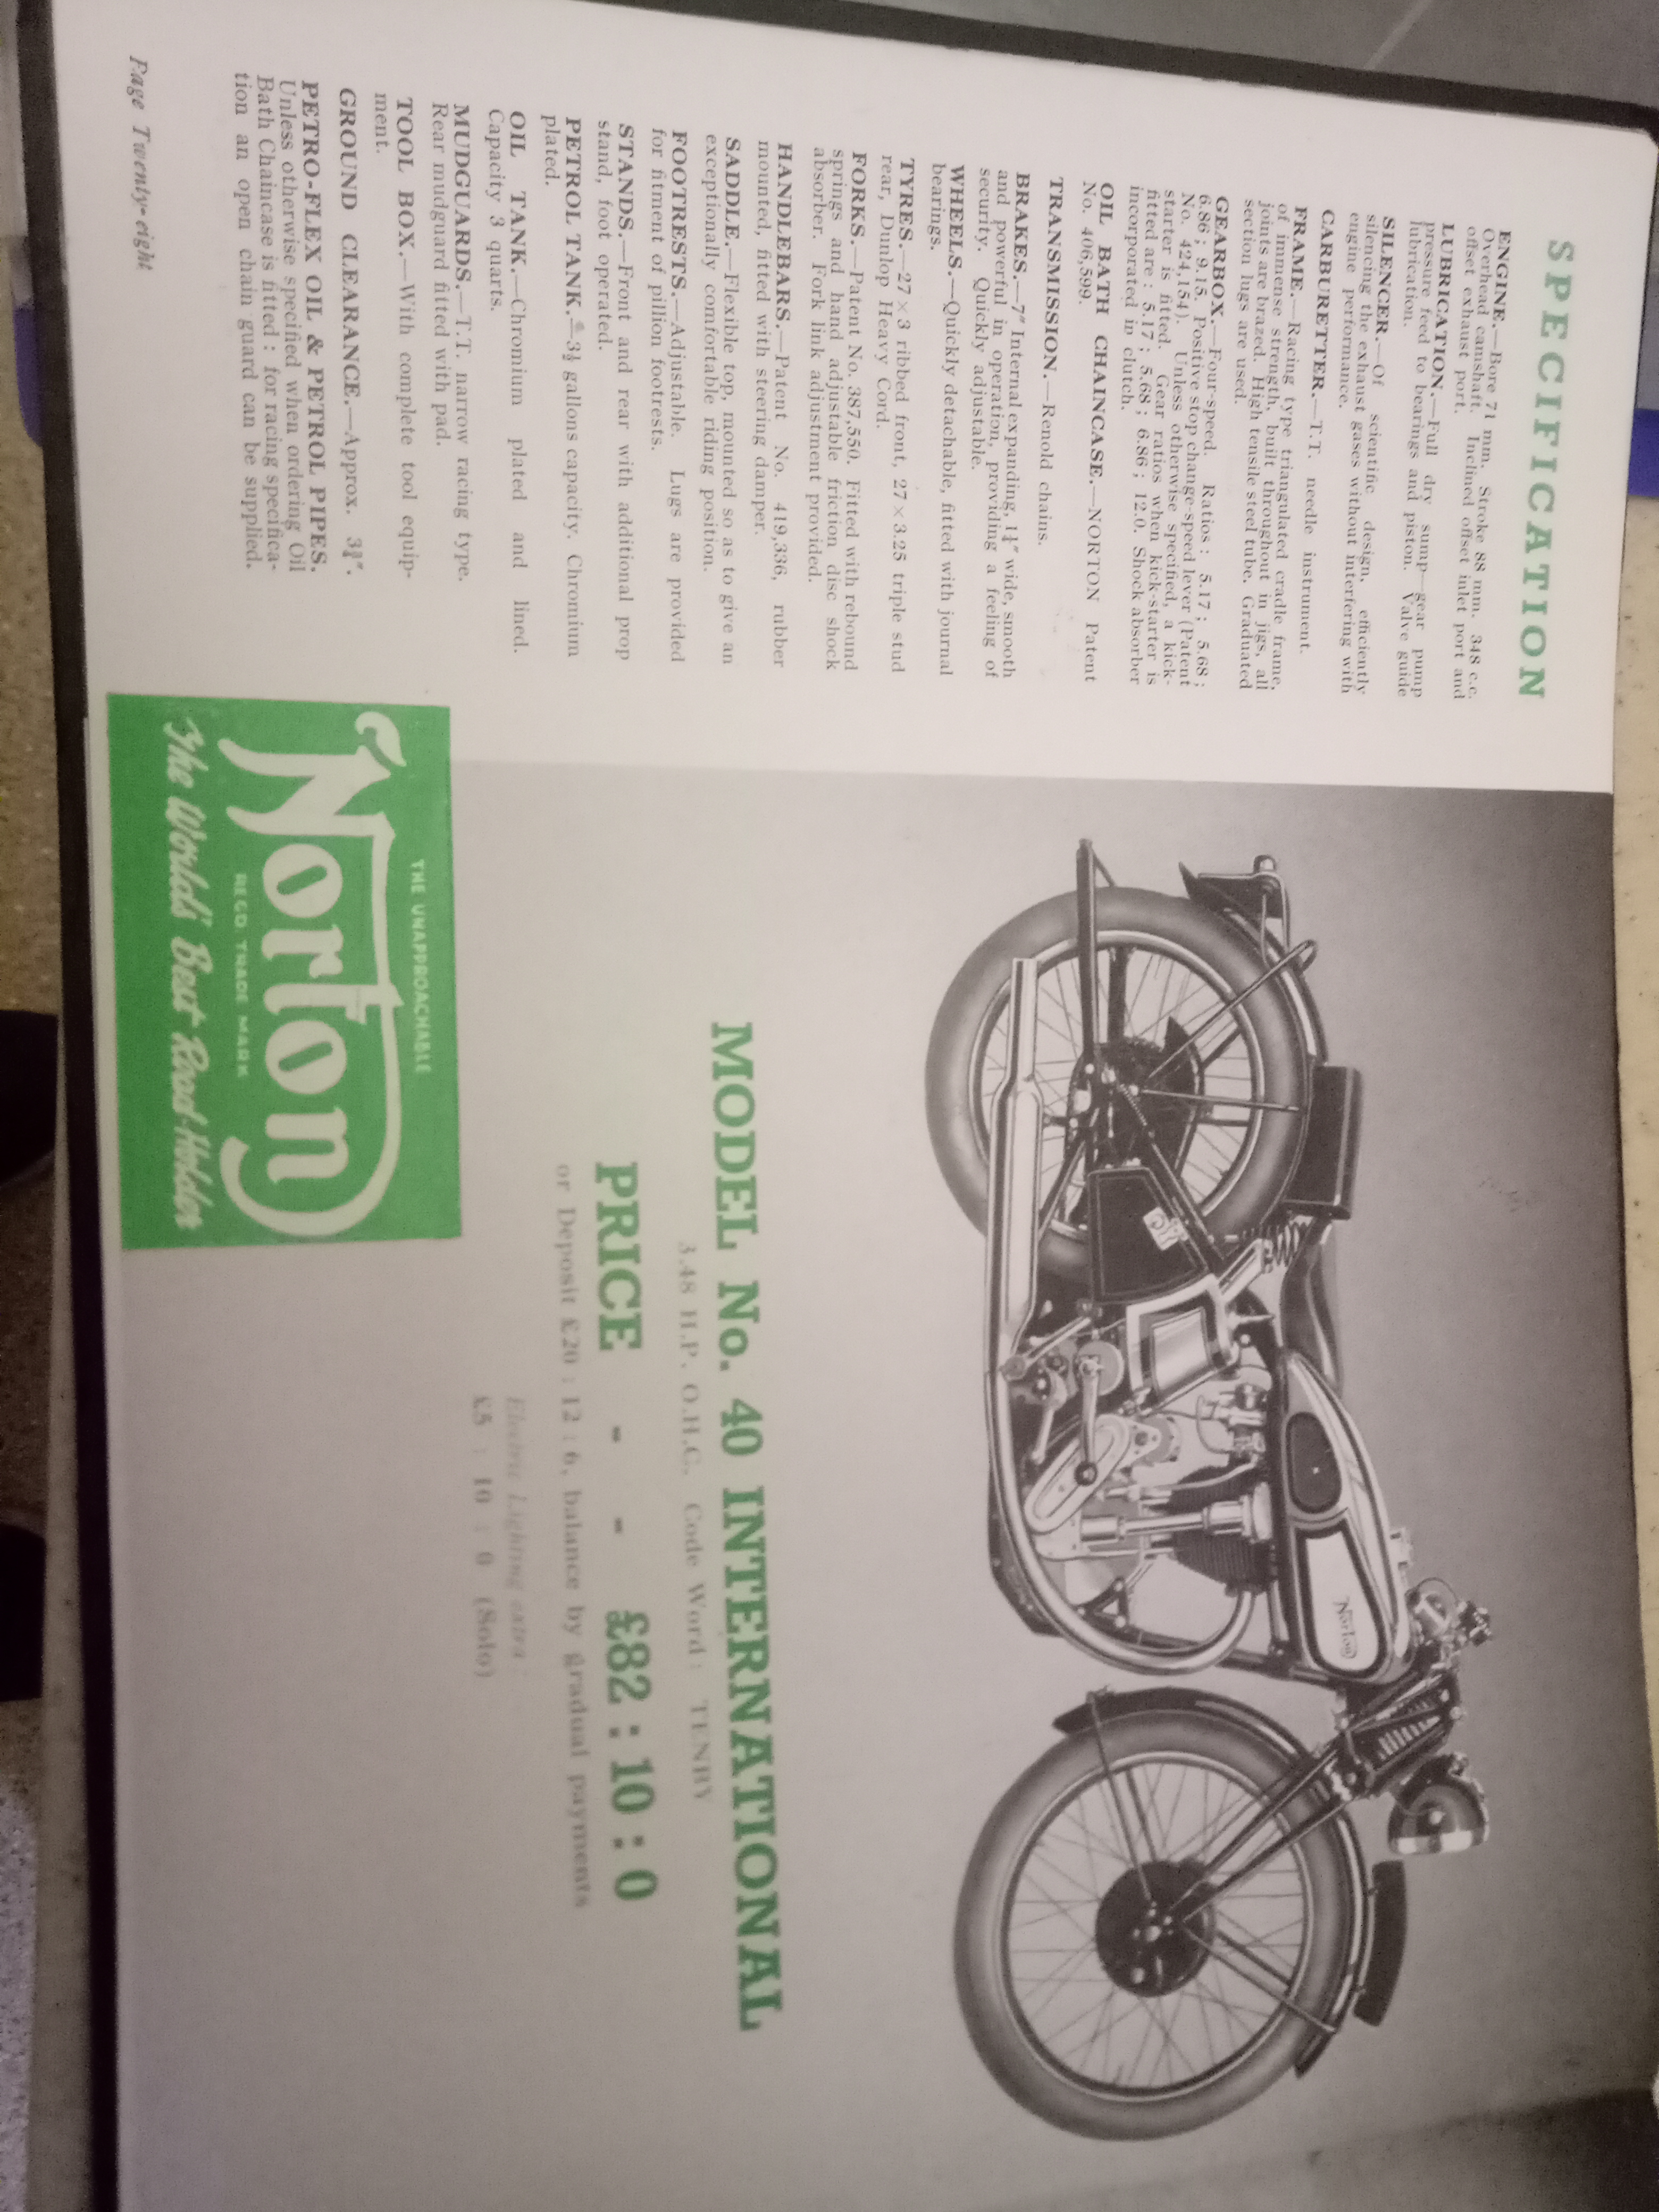 SPECIFICATION
ENGINE.—Bore 71 mm. Stroke 88 mm. 348 c.c.
Overhead camshaft. Inclined offset inlet port and
offset exhaust port.
LUBRICATION.—Full dry sump—gear pump
pressure feed to bearings and piston. Valve guide
lubrication.
SILENCER.—Of scientific design, efficiently
silencing the exhaust gases without interfering with
engine performance.
CARBURETTER.—T.T. needle instrument.
FRAME.—Racing type triangulated cradle frame,
of immense strength, built throughout in jigs, all
joints are brazed. High tensile steel tube. Graduated
section lugs are used.
GEARBOX.—Four-speed. Ratios : 5.17 ; 5.68 ;
6.86 ; 9.15. Positive stop change-speed lever (Patent
No. 424,154). Unless otherwise specified, a kick-
starter is fitted. Gear ratios when kick-starter is
fitted are : 5.17 ; 5.68 ; 6.86 ; 12.0. Shock absorber
incorporated in clutch.
OIL BATH CHAINCASE.—NORTON Patent
No. 406,599.
TRANSMISSION.—Renold chains.
BRAKES.—7″ Internal expanding, 1¼″ wide, smooth
and powerful in operation, providing a feeling of
security. Quickly adjustable.
WHEELS.—Quickly detachable, fitted with journal
bearings.
TYRES.—27 × 3 ribbed front, 27 × 3.25 triple stud
rear, Dunlop Heavy Cord.
FORKS.—Patent No. 387,550. Fitted with rebound
springs and hand adjustable friction disc shock
absorber. Fork link adjustment provided.
HANDLEBARS.—Patent No. 419,336, rubber
mounted, fitted with steering damper.
SADDLE.—Flexible top, mounted so as to give an
exceptionally comfortable riding position.
FOOTRESTS.—Adjustable. Lugs are provided
for fitment of pillion footrests.
STANDS.—Front and rear with additional prop
stand, foot operated.
PETROL TANK.—gallons capacity. Chromium
plated.
OIL TANK.—Chromium plated and lined.
Capacity 3 quarts.
MUDGUARDS.—T.T. narrow racing type.
Rear mudguard fitted with pad.
TOOL BOX.—With complete tool equip-
ment.
GROUND CLEARANCE.—Approx.
PETRO-FLEX OIL & PETROL PIPES.
Unless otherwise specified when ordering Oil
Bath Chaincase is fitted : for racing specifica-
tion an open chain guard can be supplied.
Page Twenty-eight
Norton
MODEL No. 40 INTERNATIONAL
3.48 H.P. O.H.C. Code Word : TENBY
PRICE - - £82 : 10 : 0
or Deposit £20 : 12 : 6, balance by gradual payments
Electric Lighting extra :
£5 : 10 : 0 (Solo)
THE UNAPPROACHABLE
Norton
REGD TRADE MARK
The World's Best Road-Holder